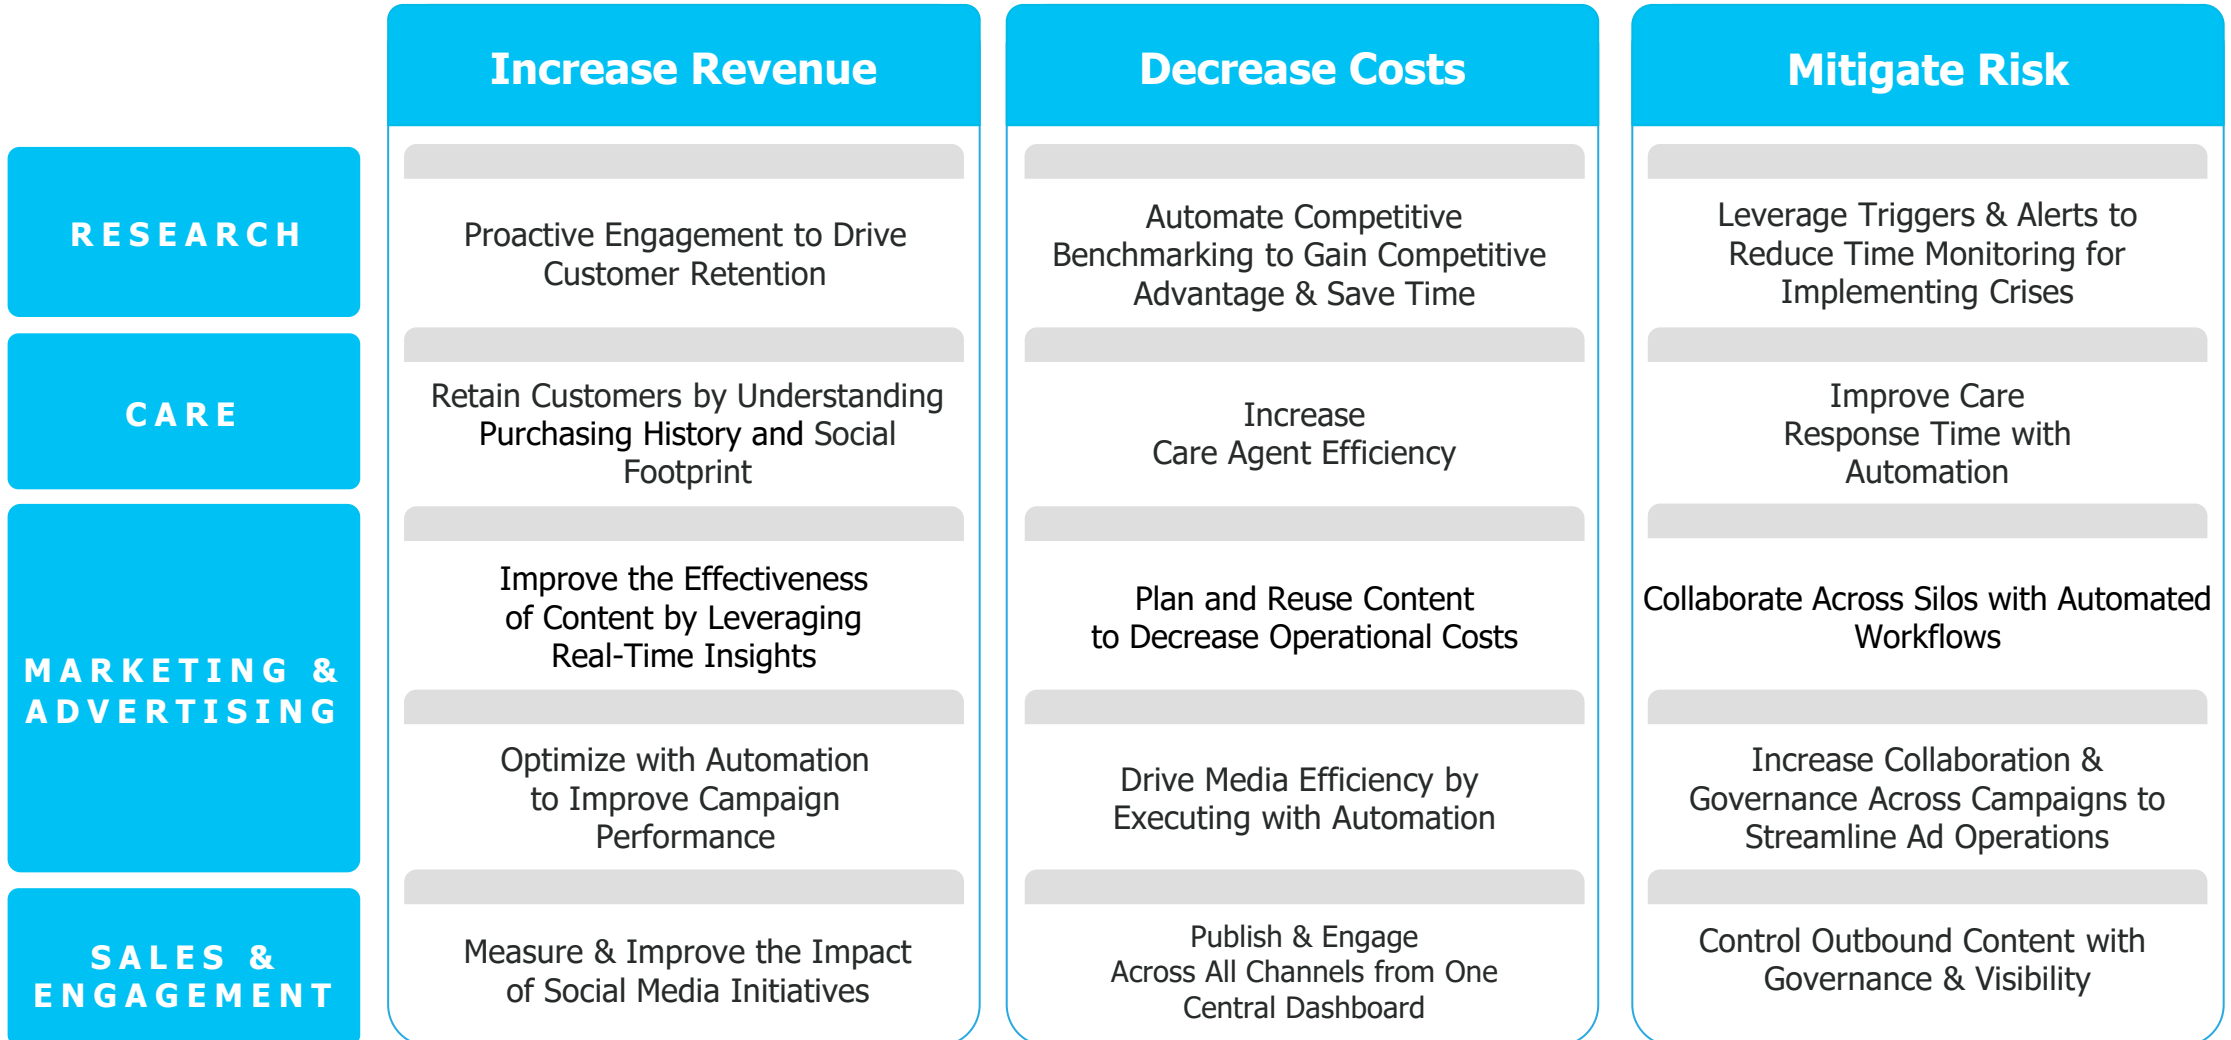 Increase Revenue
Decrease Costs
Mitigate Risk
RESEARCH
Proactive Engagement to Drive
Customer Retention
Automate Competitive
Benchmarking to Gain Competitive
Advantage & Save Time
Leverage Triggers & Alerts to
Reduce Time Monitoring for
Implementing Crises
CARE
Retain Customers by Understanding
Purchasing History and Social
Footprint
Increase
Care Agent Efficiency
Improve Care
Response Time with
Automation
MARKETING &
ADVERTISING
Improve the Effectiveness
of Content by Leveraging
Real-Time Insights
Plan and Reuse Content
to Decrease Operational Costs
Collaborate Across Silos with Automated
Workflows
Optimize with Automation
to Improve Campaign
Performance
Drive Media Efficiency by
Executing with Automation
Increase Collaboration &
Governance Across Campaigns to
Streamline Ad Operations
SALES &
ENGAGEMENT
Measure & Improve the Impact
of Social Media Initiatives
Publish & Engage
Across All Channels from One
Central Dashboard
Control Outbound Content with
Governance & Visibility